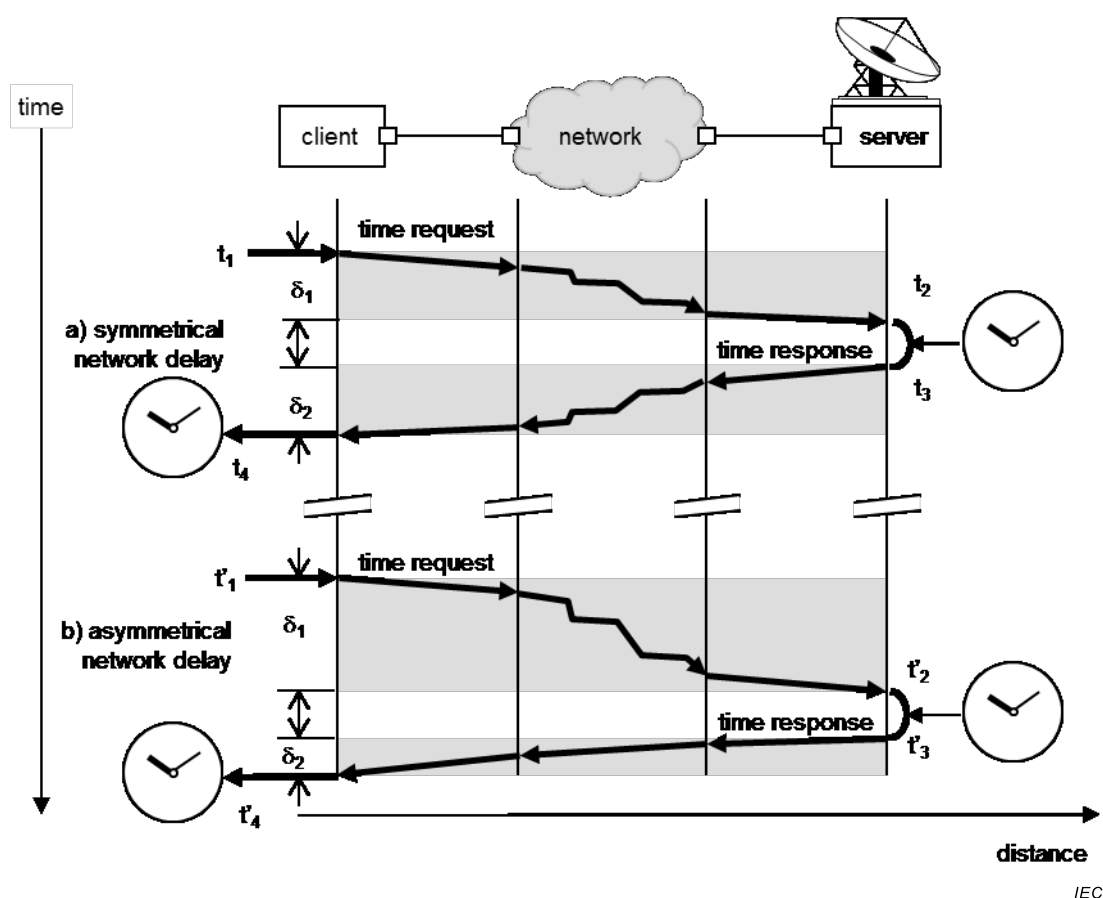 time
client
network
server
time request
t1
δ1
t2
a) symmetrical
network delay
time response
δ2
t3
t4
time request
t'1
δ1
b) asymmetrical
network delay
t'2
time response
t'3
δ2
t'4
distance
IEC